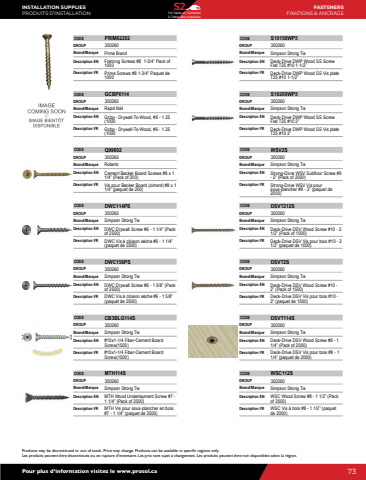 INSTALLATION SUPPLIES
PRODUITS D'INSTALLATION
S2
FASTENERS
FIXATIONS & ANCRAGE
CODE PRIM62202
GROUP 350260
Brand/Marque Prime Brand
Description EN Framing Screws #8 1-3/4" Pack of
1000
Description FR Prime Screws #8 1-3/4" Paquet de
1000
IMAGE
COMING SOON
IMAGE BIENTÔT
DISPONIBLE
CODE GCSP6114
GROUP 350265
Brand/Marque Rapid Nail
Description EN Gcbp - Drywall-To-Wood, #6 - 1.25
(1000)
Description FR Gcbp - Drywall-To-Wood, #6 - 1.25
(1000)
CODE Q09802
GROUP 350260
Brand/Marque Roberts
Description EN Cement Backer Board Screws #8 x 1
1/4" (Pack of 200)
Description FR Vis pour Backer Board (ciment) #8 x 1
1/4" (paquet de 200)
CODE DWC114PS
GROUP 350265
Brand/Marque Simpson Strong Tie
Description EN DWC Drywall Screw #6 - 1 1/4" (Pack
of 2500)
Description FR DWC Vis à cloison sèche #6 - 1 1/4"
(paquet de 2500)
CODE DWC158PS
GROUP 350260
Brand/Marque Simpson Strong Tie
Description EN DWC Drywall Screw #6 - 1 5/8" (Pack
of 2500)
Description FR DWC Vis à cloison sèche #6 - 1 5/8"
(paquet de 2500)
CODE CB3BLG114S
GROUP 350260
Brand/Marque Simpson Strong Tie
Description EN #10x1-1/4 Fiber-Cement Board
Screw(1500)
Description FR #10x1-1/4 Fiber-Cement Board
Screw(1500)
CODE MTH114S
GROUP 350260
Brand/Marque Simpson Strong Tie
Description EN MTH Wood Underlayment Screw #7 -
1 1/4" (Pack of 2500)
Description FR MTH Vis pour sous-plancher en bois
#7 - 1 1/4" (paquet de 2500)
CODE S10150WP5
GROUP 350260
Brand/Marque Simpson Strong Tie
Description EN Deck-Drive DWP Wood SS Screw
Flat T25 #10 1-1/2"
Description FR Deck-Drive DWP Wood SS Vis plate
T25 #10 1-1/2"
CODE S10200WP5
GROUP 350260
Brand/Marque Simpson Strong Tie
Description EN Deck-Drive DWP Wood SS Screw
Flat T25 #10 2"
Description FR Deck-Drive DWP Wood SS Vis plate
T25 #10 2"
CODE WSV2S
GROUP 350260
Brand/Marque Simpson Strong Tie
Description EN Strong-Drive WSV Subfloor Screw #9
- 2" (Pack of 2000)
Description FR Strong-Drive WSV Vis pour
sous-plancher #9 - 2" (paquet de
2000)
CODE DSVT212S
GROUP 350260
Brand/Marque Simpson Strong Tie
Description EN Deck-Drive DSV Wood Screw #10 - 2
1/2" (Pack of 1000)
Description FR Deck-Drive DSV Vis pour bois #10 - 2
1/2" (paquet de 1000)
CODE DSVT2S
GROUP 350260
Brand/Marque Simpson Strong Tie
Description EN Deck-Drive DSV Wood Screw #10 -
2" (Pack of 1500)
Description FR Deck-Drive DSV Vis pour bois #10 -
2" (paquet de 1500)
CODE DSVT114S
GROUP 350260
Brand/Marque Simpson Strong Tie
Description EN Deck-Drive DSV Wood Screw #8 - 1
1/4" (Pack of 2000)
Description FR Deck-Drive DSV Vis pour bois #8 - 1
1/4" (paquet de 2000)
CODE WSC112S
GROUP 350260
Brand/Marque Simpson Strong Tie
Description EN WSC Wood Screw #8 - 1 1/2" (Pack
of 2000)
Description FR WSC Vis à bois #8 - 1 1/2" (paquet
de 2000)
Products may be discontinued or out of stock. Price may change. Products can be available in specific regions only.
Les produits peuvent être discontinués ou en rupture d'inventaire. Les prix sont sujet à changement. Les produits peuvent être non disponibles selon la région.
Pour plus d'information visitez le www.prosol.ca
73